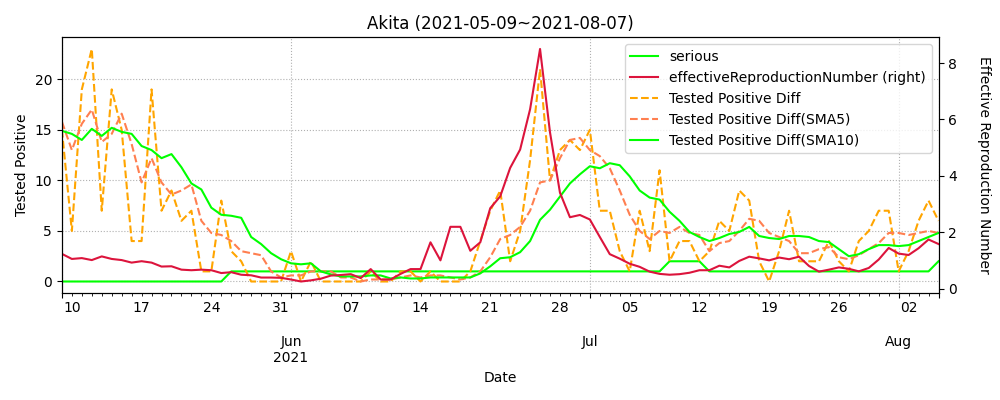 Akita (2021-05-09~2021-08-07)
serious
effectiveReproductionNumber (right)
Tested Positive Diff
Tested Positive Diff(SMA5)
Tested Positive Diff(SMA10)
Tested Positive
20
15
10
5
0
Effective Reproduction Number
8
6
4
2
0
10 17 24 31 07 14 21 28 05 12 19 26 02
Jun Jul Aug
2021
Date